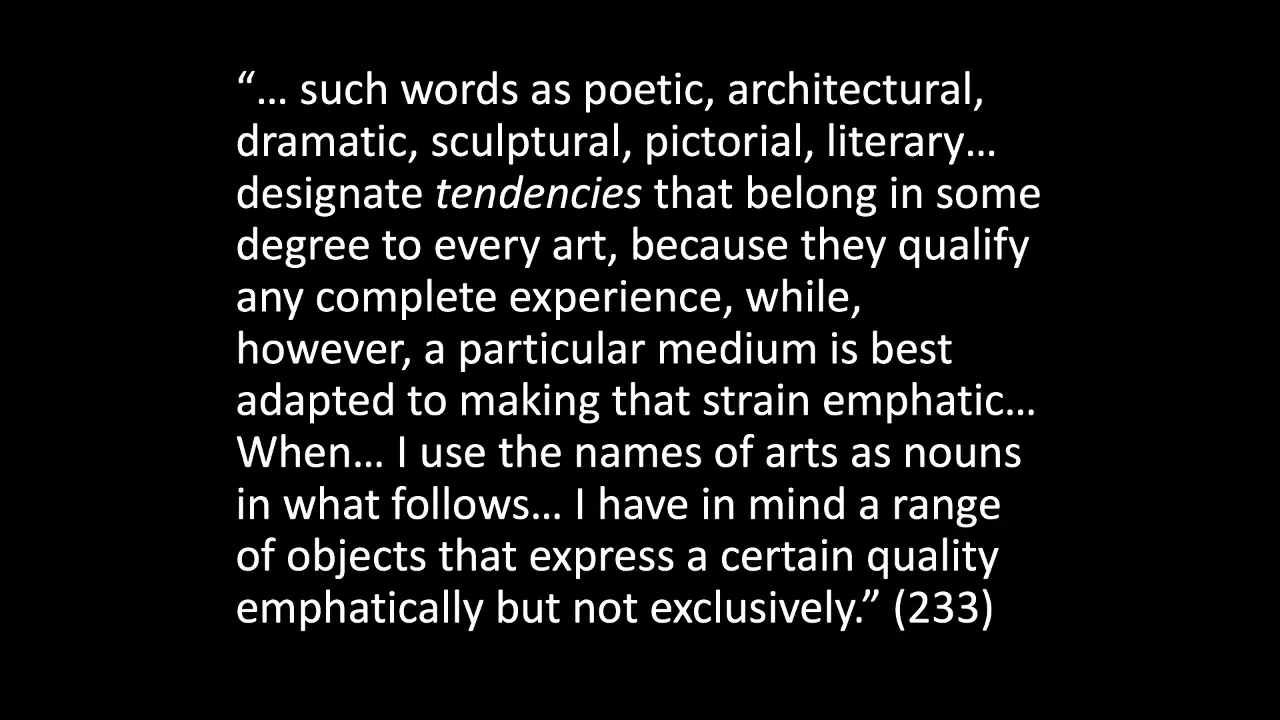 “… such words as poetic, architectural,
dramatic, sculptural, pictorial, literary…
designate tendencies that belong in some
degree to every art, because they qualify
any complete experience, while,
however, a particular medium is best
adapted to making that strain emphatic…
When… I use the names of arts as nouns
in what follows… I have in mind a range
of objects that express a certain quality
emphatically but not exclusively.” (233)